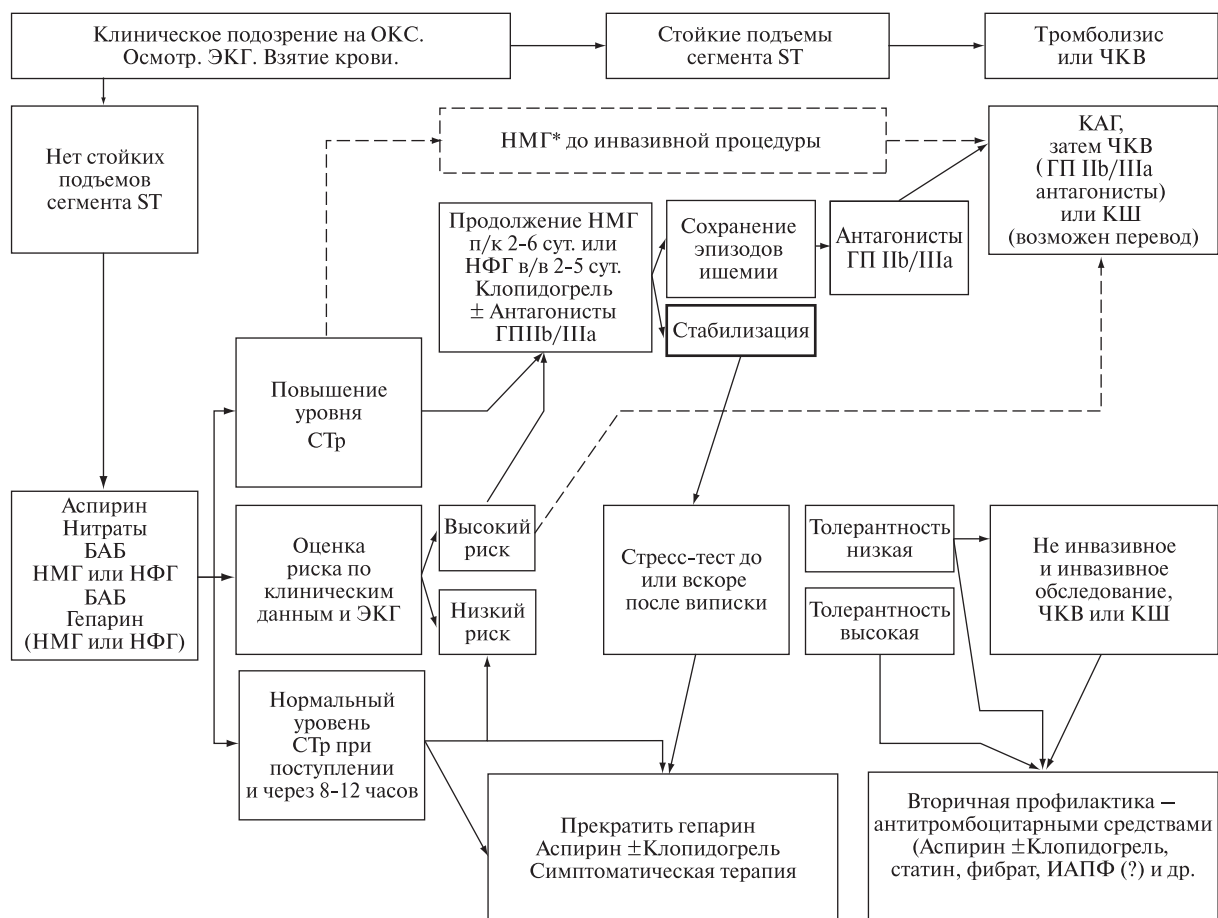 Клиническое подозрение на ОКС.
Осмотр. ЭКГ. Взятие крови.
Стойкие подъемы
сегмента ST
Тромболизис
или ЧКВ
Нет стойких
подъемов
сегмента ST
НМГ* до инвазивной процедуры
КАГ,
затем ЧКВ
(ГП IIb/IIIa
антагонисты)
или КШ
(возможен перевод)
Продолжение НМГ
п/к 2-6 сут. или
НФГ в/в 2-5 сут.
Клопидогрель
± Антагонисты
ГПIIb/IIIa
Сохранение
эпизодов
ишемии
Антагонисты
ГП IIb/IIIa
Стабилизация
Повышение
уровня
СТр
Аспирин
Нитраты
БАБ
НМГ или НФГ
БАБ
Гепарин
(НМГ или НФГ)
Оценка
риска по
клиническим
данным и ЭКГ
Высокий
риск
Низкий
риск
Стресс-тест до
или вскоре
после виписки
Толерантность
низкая
Толерантность
высокая
Не инвазивное
и инвазивное
обследование,
ЧКВ или КШ
Нормальный
уровень
СТр при
поступлении
и через 8-12 часов
Прекратить гепарин
Аспирин ±Клопидогрель
Симптоматическая терапия
Вторичная профилактика –
антитромбоцитарными средствами
(Аспирин ±Клопидогрель,
статин, фибрат, ИАПФ (?) и др.